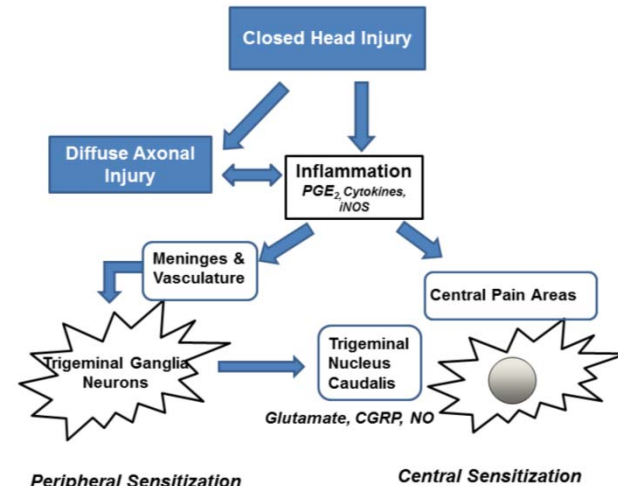 Closed Head Injury
Diffuse Axonal
Injury
Inflammation
PGE2, Cytokines,
iNOS
Meninges &
Vasculature
Central Pain Areas
Trigeminal Ganglia
Neurons
Trigeminal
Nucleus
Caudalis
Glutamate, CGRP, NO
Peripheral Sensitization
Central Sensitization